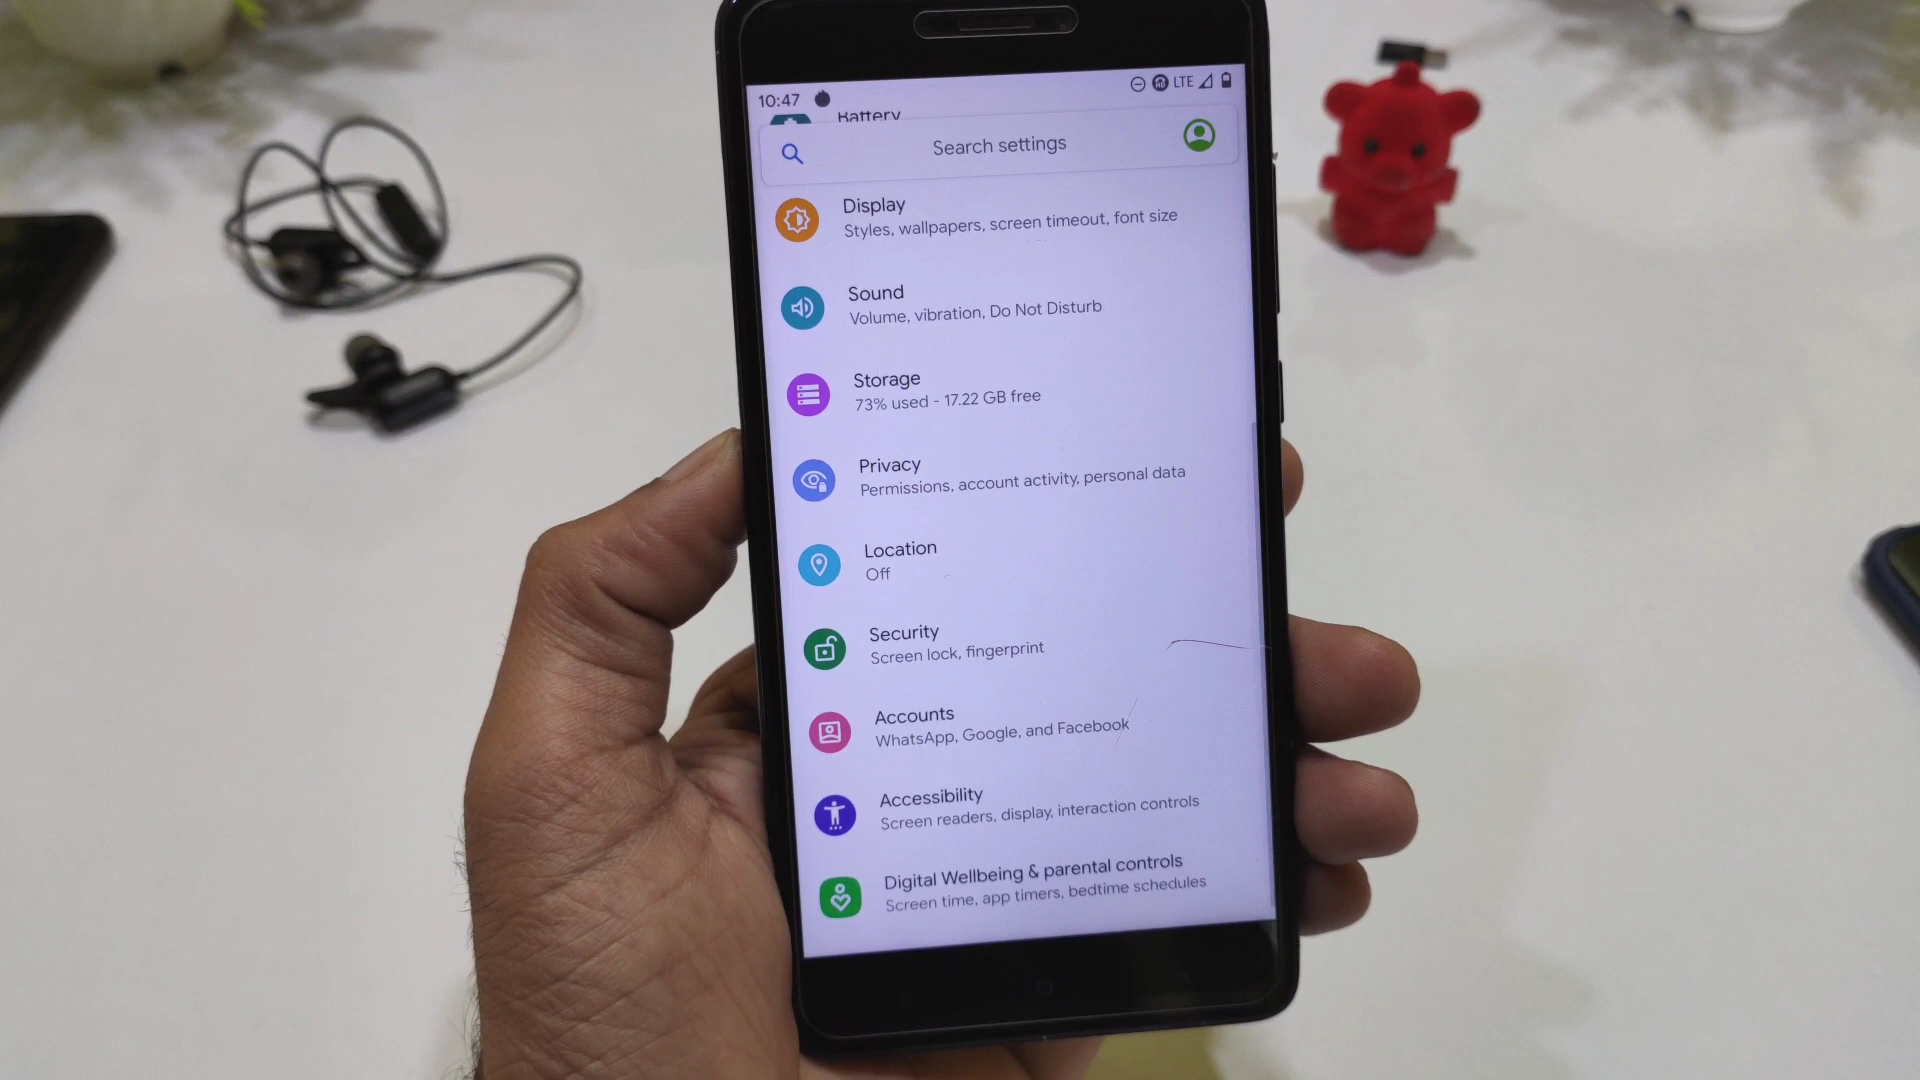 10:47 LTE
Battery
Search settings
Display
Styles, wallpapers, screen timeout, font size
Sound
Volume, vibration, Do Not Disturb
Storage
73% used - 17.22 GB free
Privacy
Permissions, account activity, personal data
Location
Off
Security
Screen lock, fingerprint
Accounts
WhatsApp, Google, and Facebook
Accessibility
Screen readers, display, interaction controls
Digital Wellbeing & parental controls
Screen time, app timers, bedtime schedules